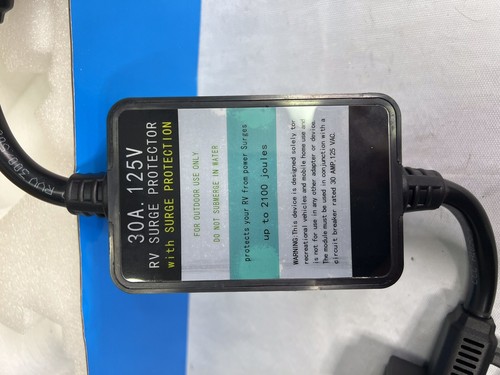 30A. 125V
RV SURGE PROTECTOR
with SURGE PROTECTION
FOR OUTDOOR USE ONLY
DO NOT SUBMERGE IN WATER
protects your RV from power Surges
up to 2100 joules
WARNING:This device is designed solely tor
recreational vehicles and mobile home use and
is not for use in any other adapter or device.
The module must be used in conjunction with a
circuit breaker rated 30 AMP.125 VAC.